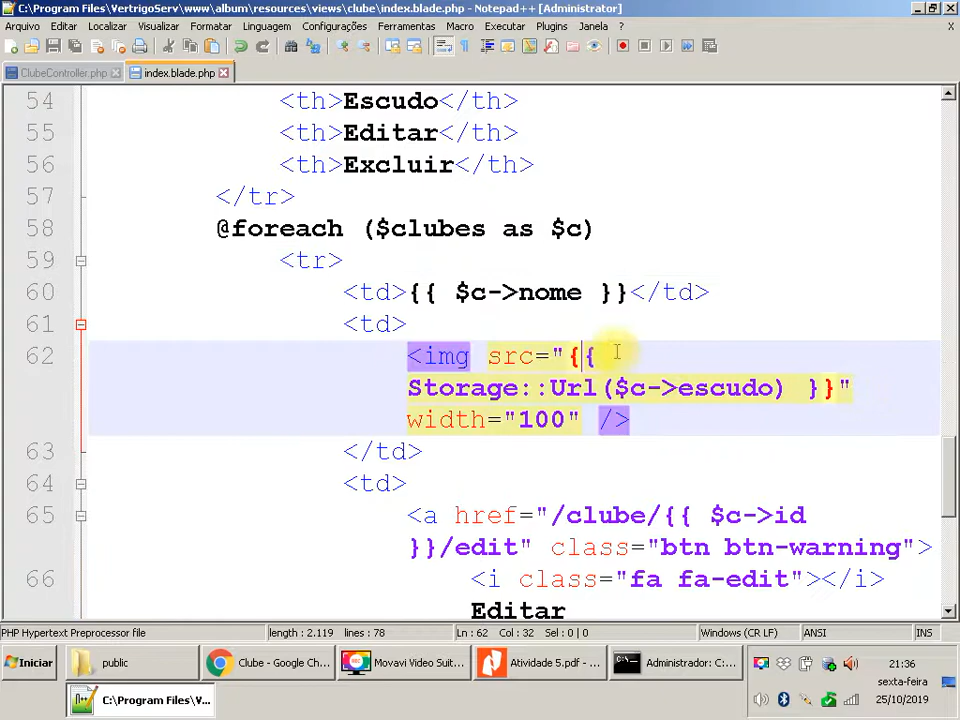 C:\Program Files\VertrigoServ\www\album\resources\views\clube\index.blade.php - Notepad++ [Administrador]
Arquivo Editar Localizar Visualizar Formatar Linguagem Configurações Ferramentas Macro Executar Plugins Janela ? X
ClubeController.php index.blade.php
54 <th>Escudo</th>
55 <th>Editar</th>
56 <th>Excluir</th>
57 </tr>
58 @foreach ($clubes as $c)
59 <tr>
60 <td>{{ $c->nome }}</td>
61 <td>
62 <img src="{{
Storage::Url($c->escudo) }}"
width="100" />
63 </td>
64 <td>
65 <a href="/clube/{{ $c->id
}}/edit" class="btn btn-warning">
66 <i class="fa fa-edit"></i>
Editar
PHP Hypertext Preprocessor file length : 2.119 lines : 78 Ln : 62 Col : 32 Sel : 0 | 0 Windows (CR LF) ANSI INS
Iniciar public Clube - Google Ch... Movavi Video Suit... Atividade 5.pdf - ... Administrador: C:... 21:36
sexta-feira
C:\Program Files\V... 25/10/2019